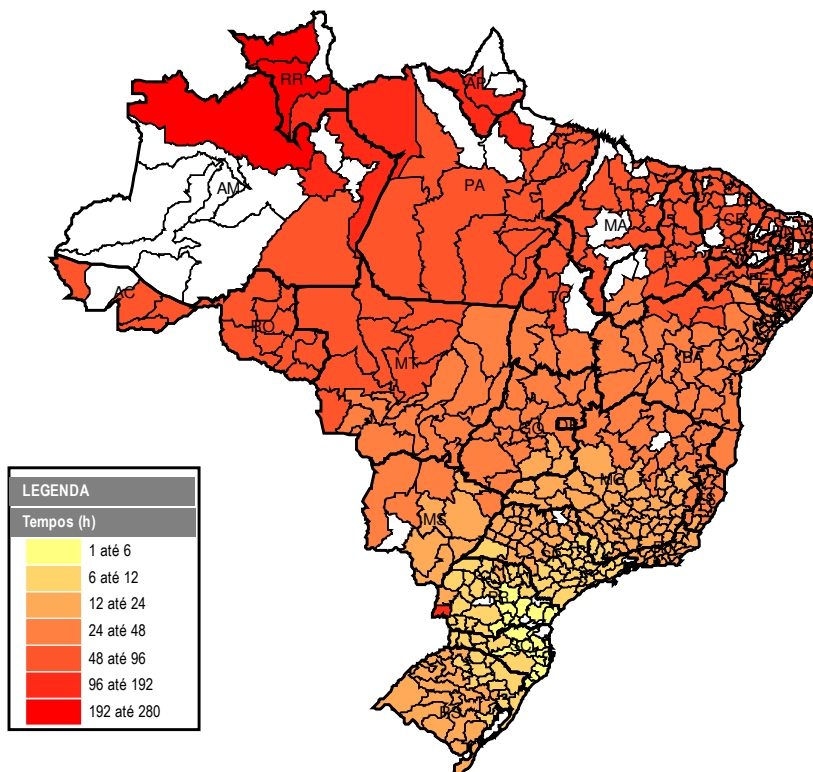 RR
AP
AM
PA
MA
CE
AC
TO
RO
MT
BA
GO
DF
MG
MS
ES
SP
PR
SC
RS
LEGENDA
Tempos (h)
1 até 6
6 até 12
12 até 24
24 até 48
48 até 96
96 até 192
192 até 280